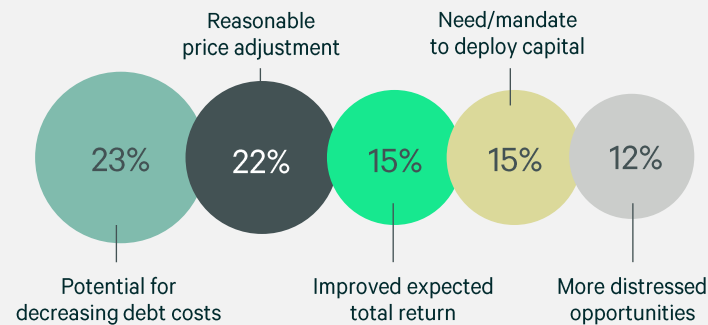 Reasonable
price adjustment
Need/mandate
to deploy capital
23%
22%
15%
15%
12%
Potential for
decreasing debt costs
Improved expected
total return
More distressed
opportunities